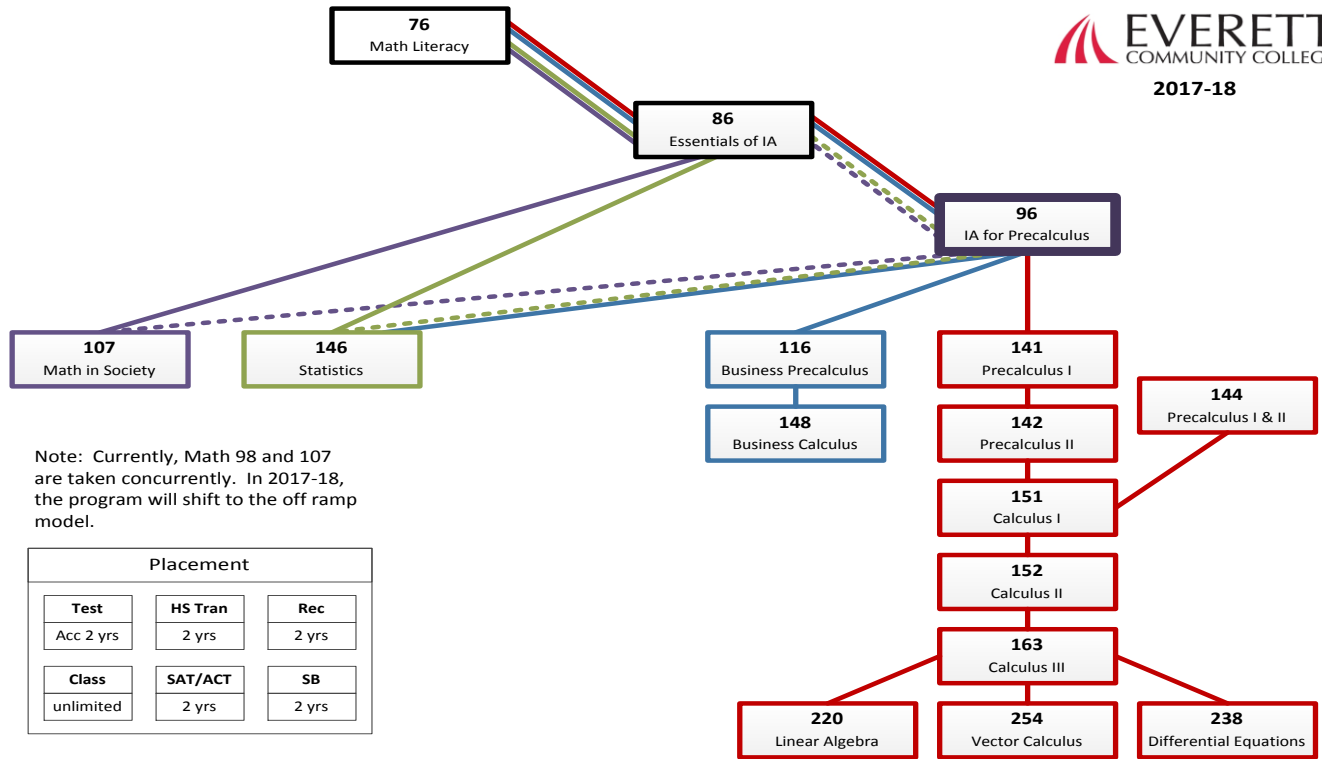 76
Math Literacy
EVERETT
COMMUNITY COLLEG
2017-18
86
Essentials of IA
96
IA for Precalculus
107
Math in Society
146
Statistics
116
Business Precalculus
141
Precalculus I
144
Precalculus I & II
148
Business Calculus
142
Precalculus II
Note:  Currently, Math 98 and 107
are taken concurrently.  In 2017-18,
the program will shift to the off ramp
model.
151
Calculus I
Placement
Test
Acc 2 yrs
HS Tran
2 yrs
Rec
2 yrs
Class
unlimited
SAT/ACT
2 yrs
SB
2 yrs
152
Calculus II
163
Calculus III
220
Linear Algebra
254
Vector Calculus
238
Differential Equations